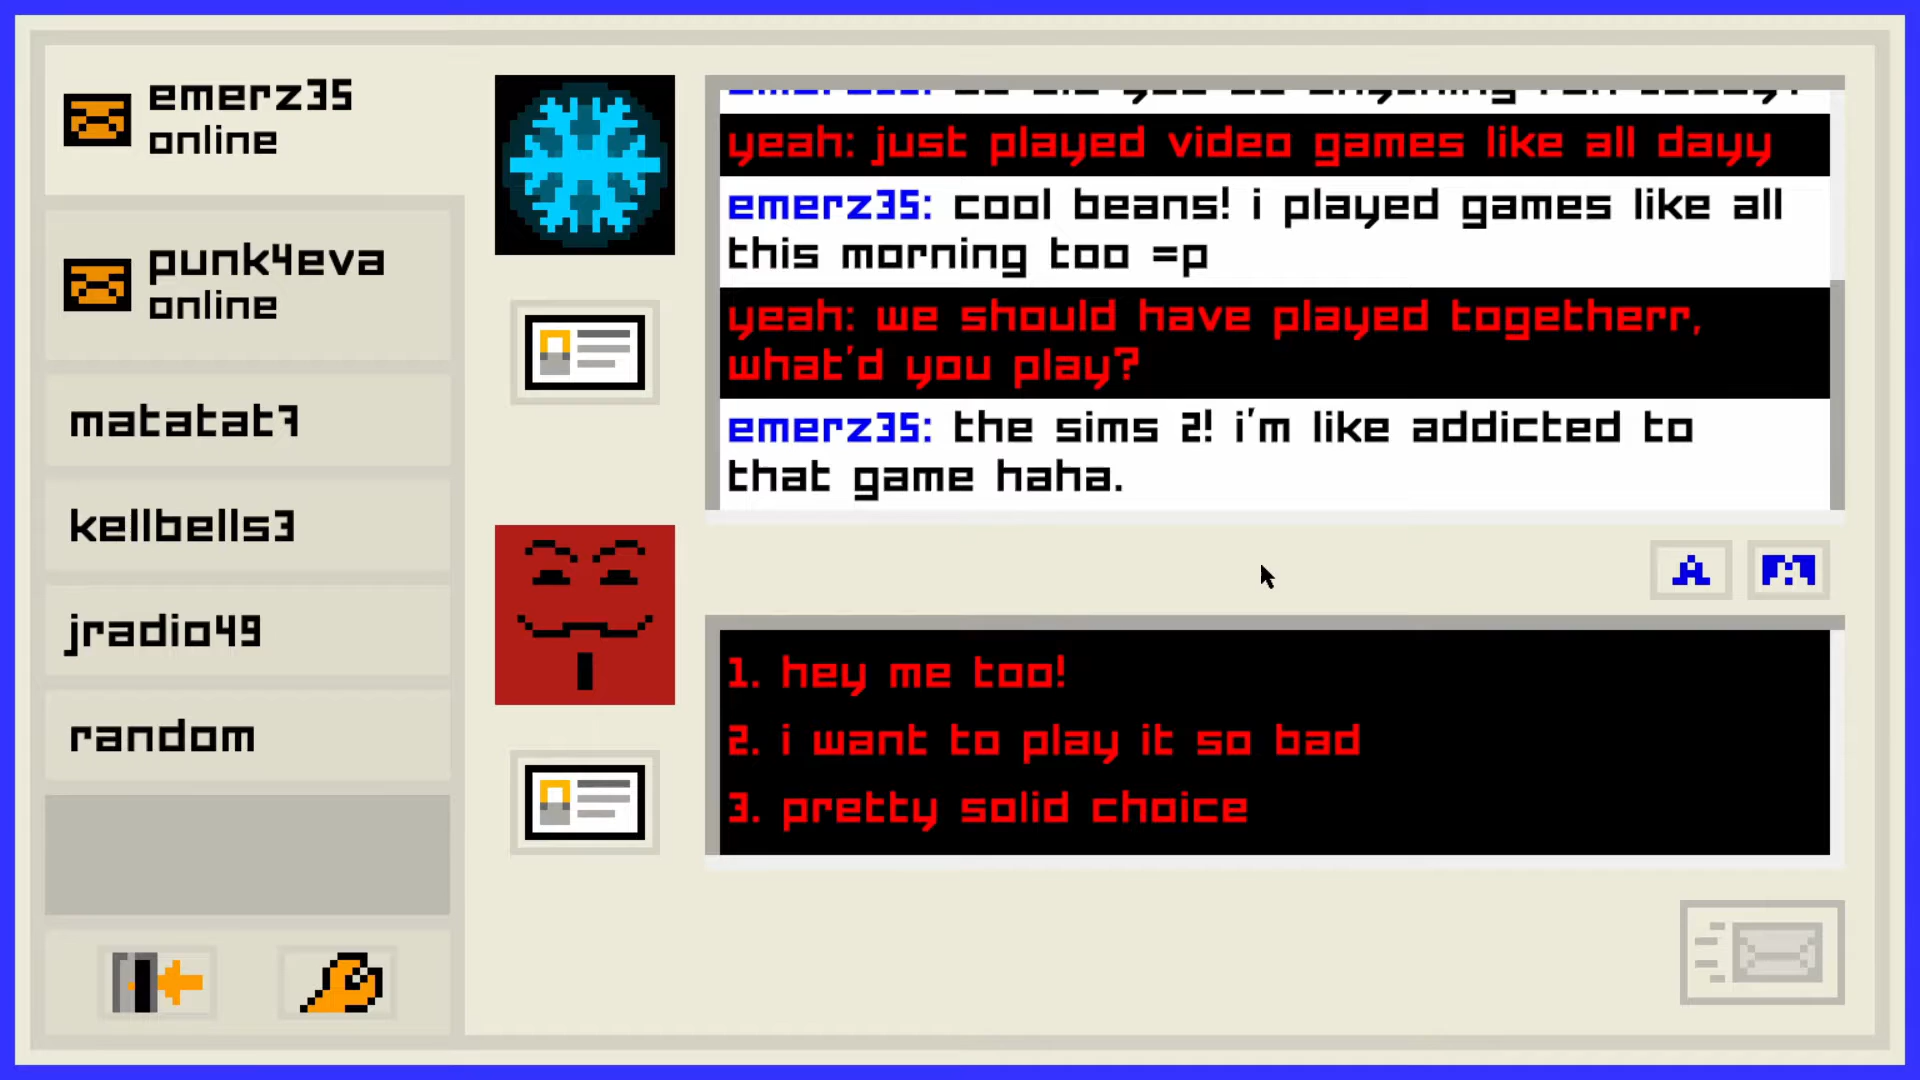 emerz35
online
punk4eva
online
matatat7
kellbells3
jradio49
random
yeah: just played video games like all dayy
emerz35: cool beans! i played games like all
this morning too =p
yeah: we should have played togetherr,
what'd you play?
emerz35: the sims 2! i'm like addicted to
that game haha.
A M
1. hey me too!
2. i want to play it so bad
3. pretty solid choice